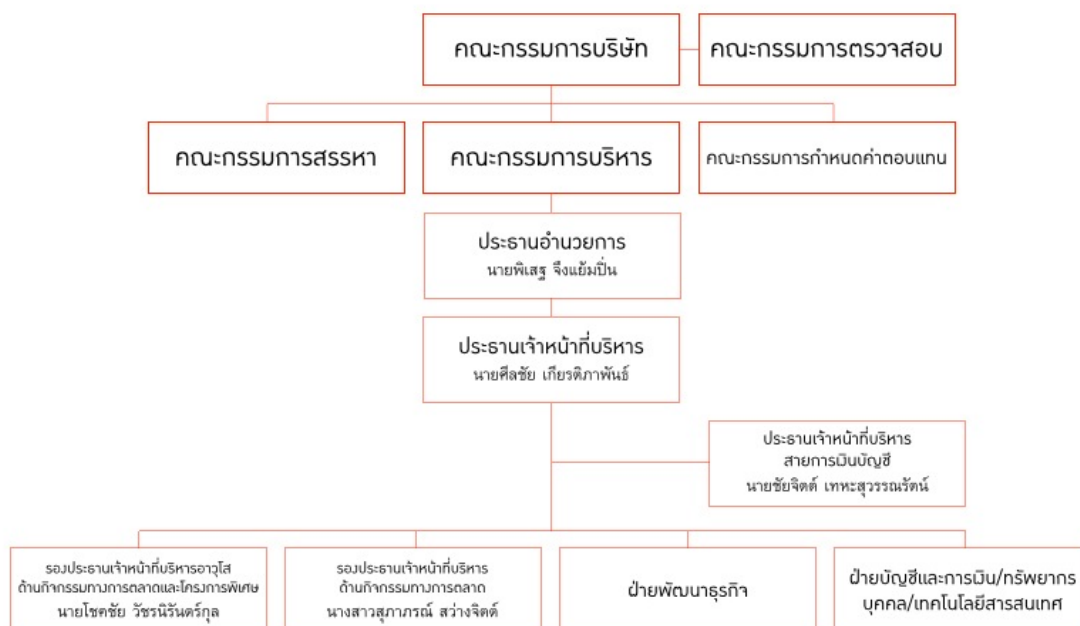 คณะกรรมการบริษัท
คณะกรรมการตรวจสอบ
คณะกรรมการสรรหา
คณะกรรมการบริหาร
คณะกรรมการกำหนดค่าตอบแทน
ประธานอำนวยการ
นายพิเสฐ จึงแย้มปิ่น
ประธานเจ้าหน้าที่บริหาร
นายศีลชัย เกียรติภาพันธ์
ประธานเจ้าหน้าที่บริหาร
สายการเงินบัญชี
นายชัยจิตต์ เทหะสุวรรณรัตน์
รองประธานเจ้าหน้าที่บริหารอาวุโส
ด้านกิจกรรมทางการตลาดและโครงการพิเศษ
นายโชคชัย วัชรนิรันดร์กุล
รองประธานเจ้าหน้าที่บริหาร
ด้านกิจกรรมทางการตลาด
นางสาวสุภาภรณ์ สว่างจิตต์
ฝ่ายพัฒนาธุรกิจ
ฝ่ายบัญชีและการเงิน/ทรัพยากร
บุคคล/เทคโนโลยีสารสนเทศ